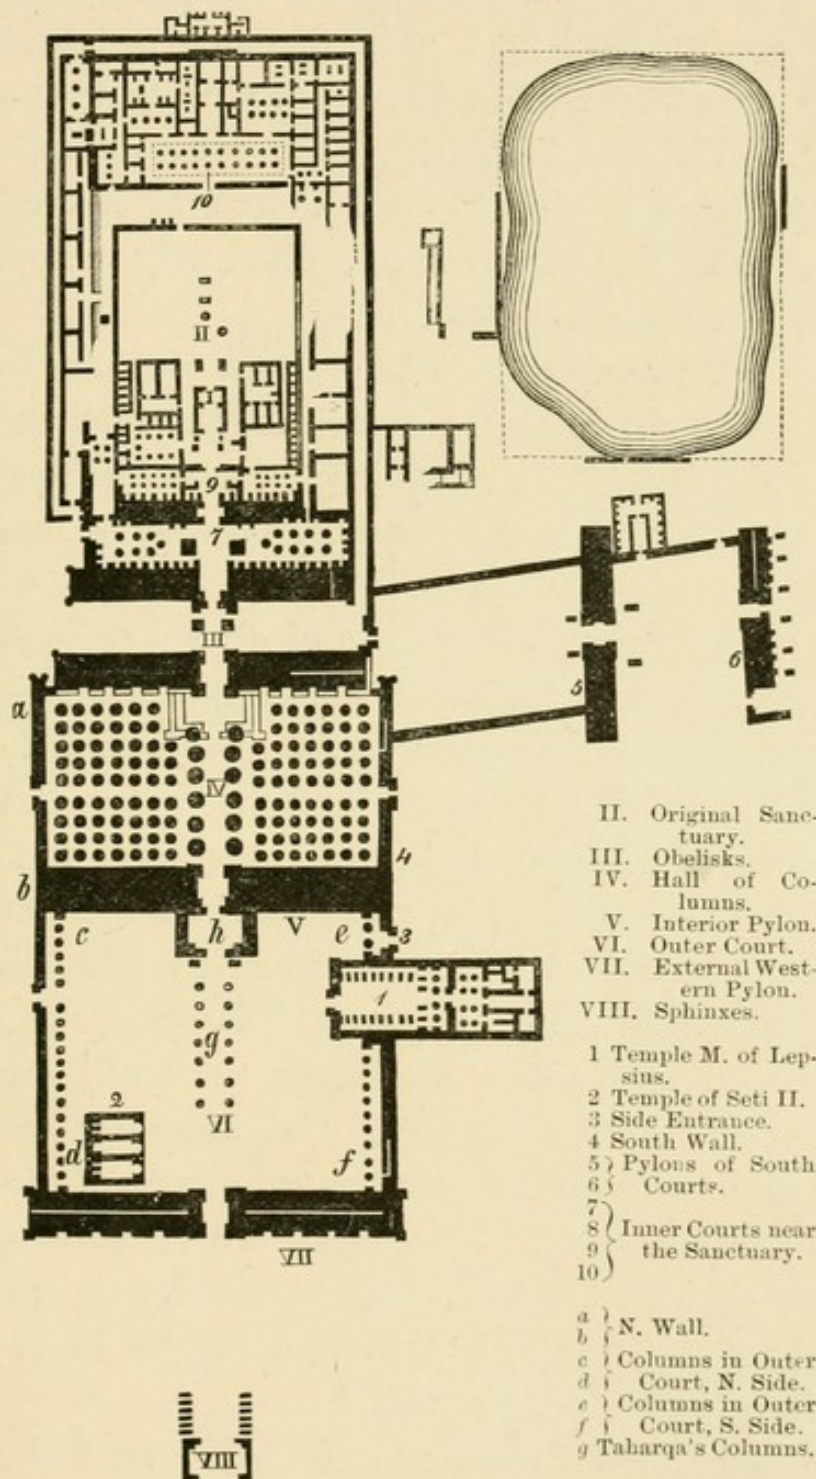 10
II
9
7
III
6
5
a
IV
4
b
c
h
V
e
3
1
g
2
VI
d
f
VII
VIII
II. Original Sanc-
tuary.
III. Obelisks.
IV. Hall of Co-
lumns.
V. Interior Pylon.
VI. Outer Court.
VII. External West-
ern Pylon.
VIII. Sphinxes.
1 Temple M. of Lep-
sius.
2 Temple of Seti II.
3 Side Entrance.
4 South Wall.
5 } Pylons of South
6 } Courts.
7
8 } Inner Courts near
9 } the Sanctuary.
10
a
b } N. Wall.
c } Columns in Outer
d } Court, N. Side.
e } Columns in Outer
f } Court, S. Side.
g Taharqa's Columns.